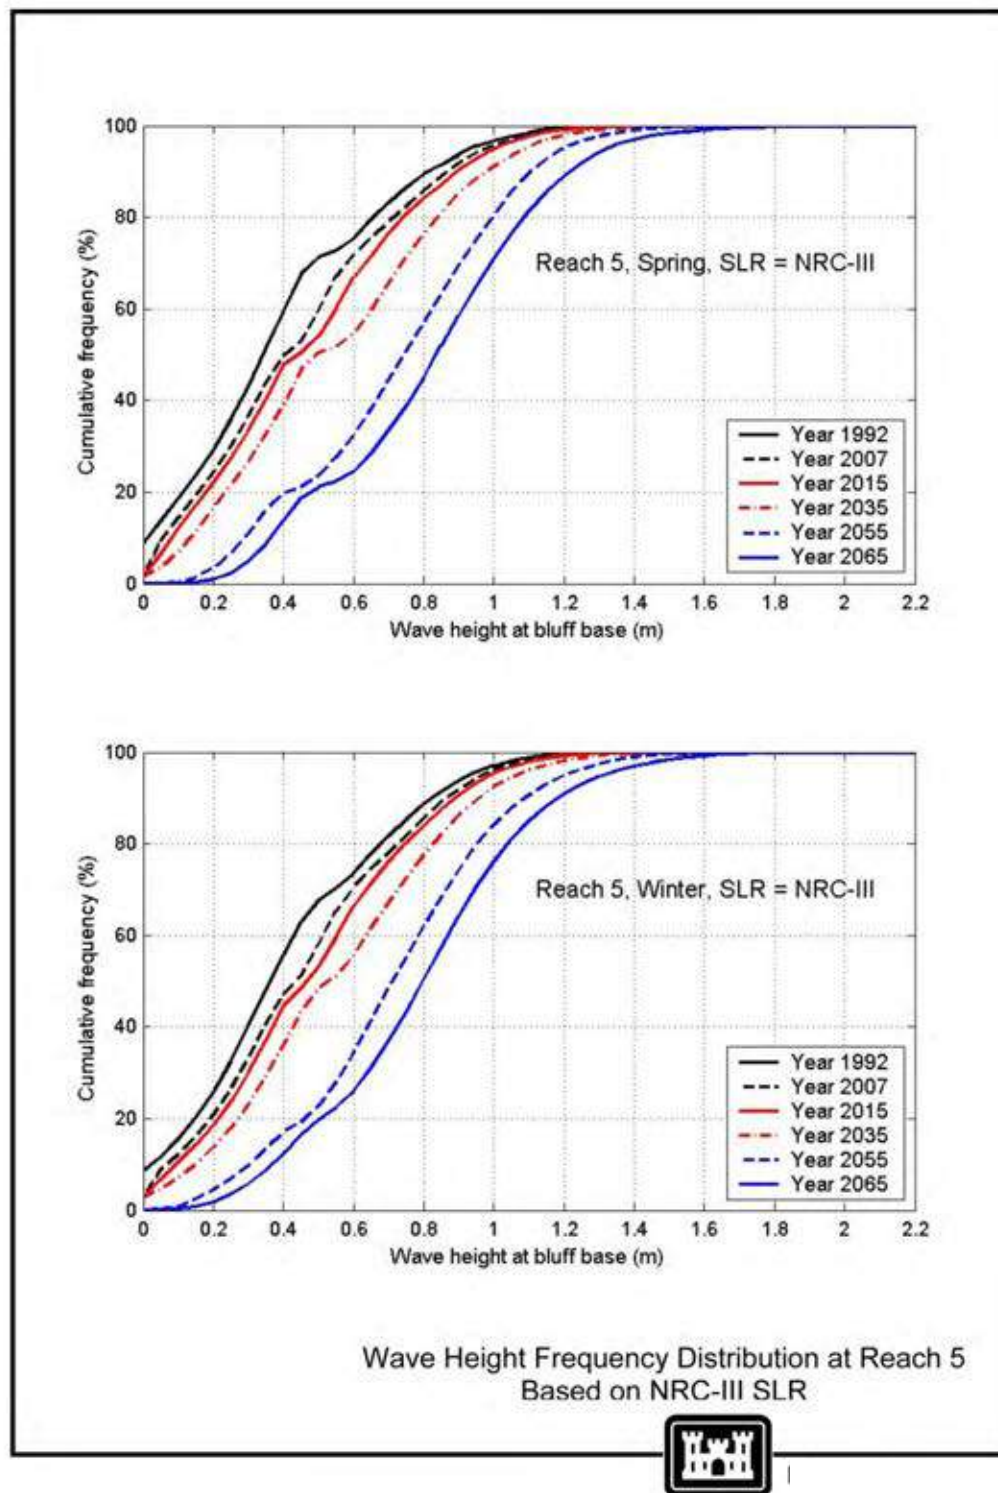 100
80
60
40
20
0
Cumulative frequency (%)
Reach 5, Spring, SLR = NRC-III
Year 1992
Year 2007
Year 2015
Year 2035
Year 2055
Year 2065
0 0.2 0.4 0.6 0.8 1 1.2 1.4 1.6 1.8 2 2.2
Wave height at bluff base (m)
100
80
60
40
20
0
Cumulative frequency (%)
Reach 5, Winter, SLR = NRC-III
Year 1992
Year 2007
Year 2015
Year 2035
Year 2055
Year 2065
0 0.2 0.4 0.6 0.8 1 1.2 1.4 1.6 1.8 2 2.2
Wave height at bluff base (m)
Wave Height Frequency Distribution at Reach 5
Based on NRC-III SLR